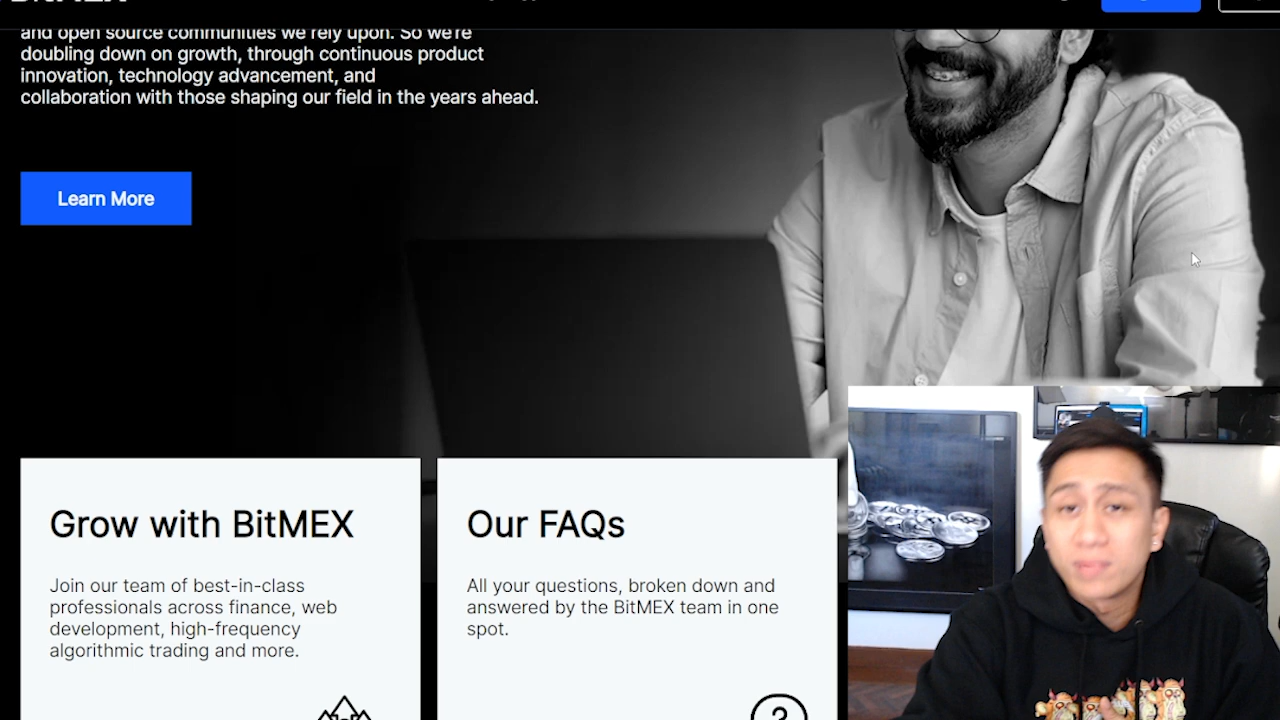 and open source communities we rely upon. So we're
doubling down on growth, through continuous product
innovation, technology advancement, and
collaboration with those shaping our field in the years ahead.
Learn More
Grow with BitMEX
Join our team of best-in-class
professionals across finance, web
development, high-frequency
algorithmic trading and more.
Our FAQs
All your questions, broken down and
answered by the BitMEX team in one
spot.
?